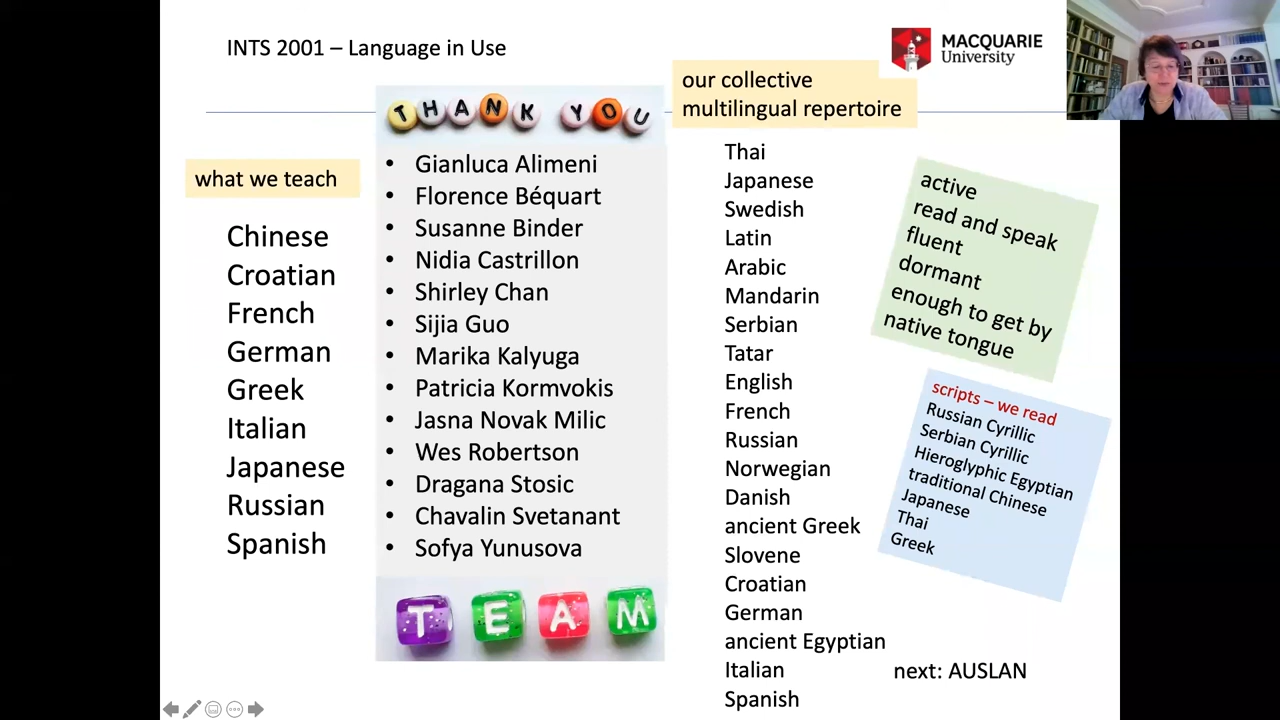 INTS 2001 – Language in Use
MACQUARIE
University
our collective
multilingual repertoire
THANK YOU
what we teach
Chinese
Croatian
French
German
Greek
Italian
Japanese
Russian
Spanish
• Gianluca Alimeni
• Florence Béquart
• Susanne Binder
• Nidia Castrillon
• Shirley Chan
• Sijia Guo
• Marika Kalyuga
• Patricia Kormvokis
• Jasna Novak Milic
• Wes Robertson
• Dragana Stosic
• Chavalin Svetanant
• Sofya Yunusova
TEAM
Thai
Japanese
Swedish
Latin
Arabic
Mandarin
Serbian
Tatar
English
French
Russian
Norwegian
Danish
ancient Greek
Slovene
Croatian
German
ancient Egyptian
Italian
Spanish
active
read and speak
fluent
dormant
enough to get by
native tongue
scripts – we read
Russian Cyrillic
Serbian Cyrillic
Hieroglyphic Egyptian
traditional Chinese
Japanese
Thai
Greek
next: AUSLAN